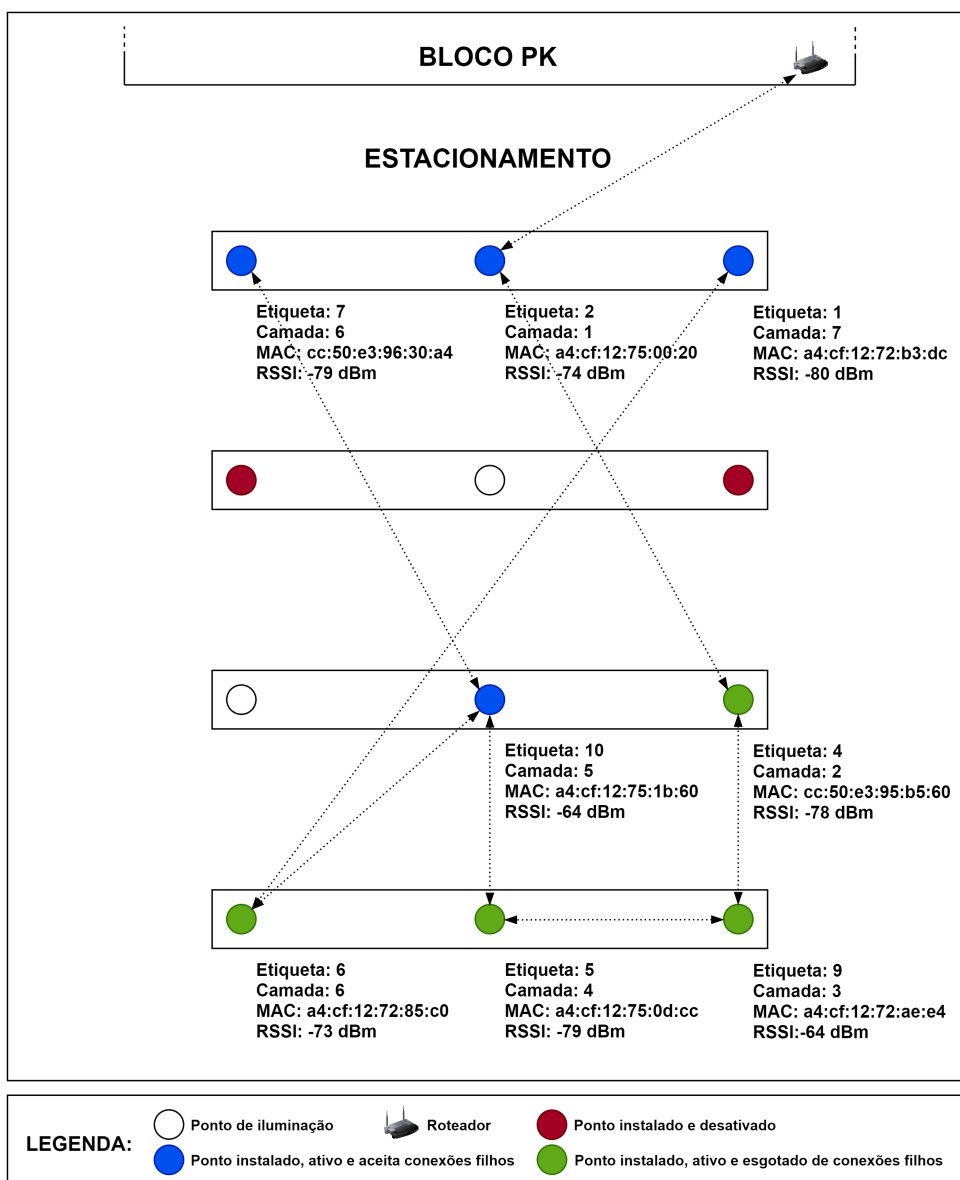 BLOCO PK
ESTACIONAMENTO
Etiqueta: 7
Camada: 6
MAC: cc:50:e3:96:30:a4
RSSI: -79 dBm
Etiqueta: 2
Camada: 1
MAC: a4:cf:12:75:00:20
RSSI: -74 dBm
Etiqueta: 1
Camada: 7
MAC: a4:cf:12:72:b3:dc
RSSI: -80 dBm
Etiqueta: 10
Camada: 5
MAC: a4:cf:12:75:1b:60
RSSI: -64 dBm
Etiqueta: 4
Camada: 2
MAC: cc:50:e3:95:b5:60
RSSI: -78 dBm
Etiqueta: 6
Camada: 6
MAC: a4:cf:12:72:85:c0
RSSI: -73 dBm
Etiqueta: 5
Camada: 4
MAC: a4:cf:12:75:0d:cc
RSSI: -79 dBm
Etiqueta: 9
Camada: 3
MAC: a4:cf:12:72:ae:e4
RSSI:-64 dBm
LEGENDA:
Ponto de iluminação
Roteador
Ponto instalado e desativado
Ponto instalado, ativo e aceita conexões filhos
Ponto instalado, ativo e esgotado de conexões filhos